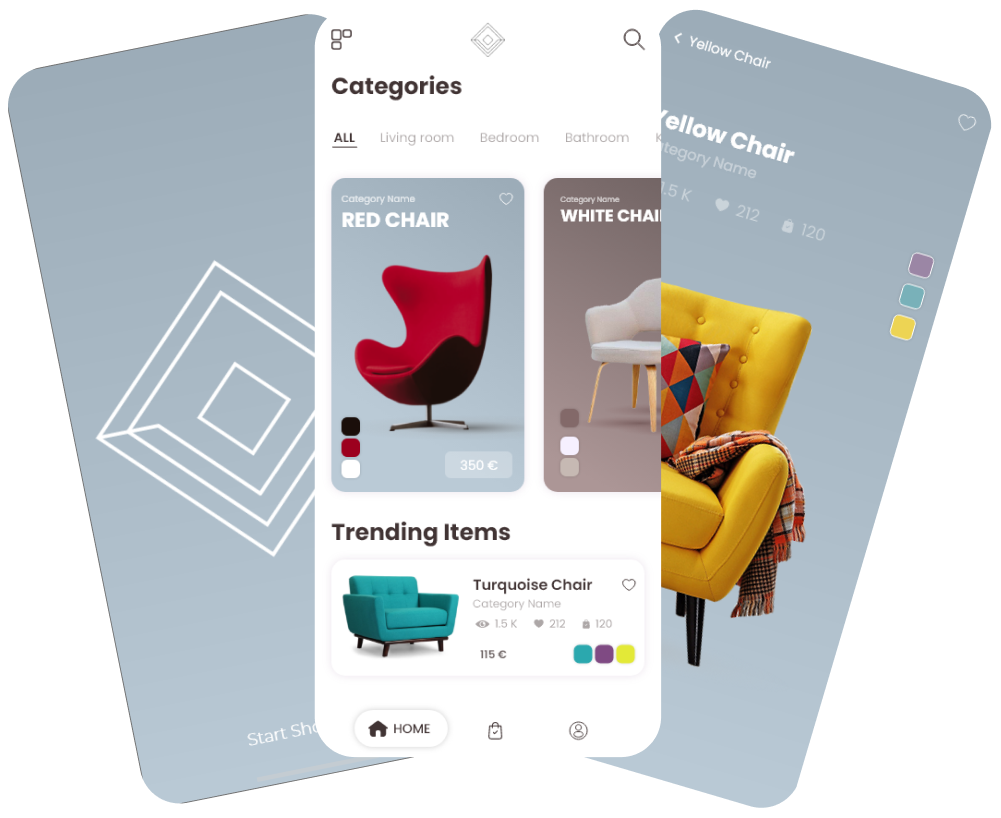 Start Sho
Categories
ALL Living room Bedroom Bathroom
Category Name
RED CHAIR
350 €
Category Name
WHITE CHAI
Trending Items
Turquoise Chair
Category Name
1.5 K 212 120
115 €
HOME
Yellow Chair
Yellow Chair
ategory Name
1.5 K 212 120